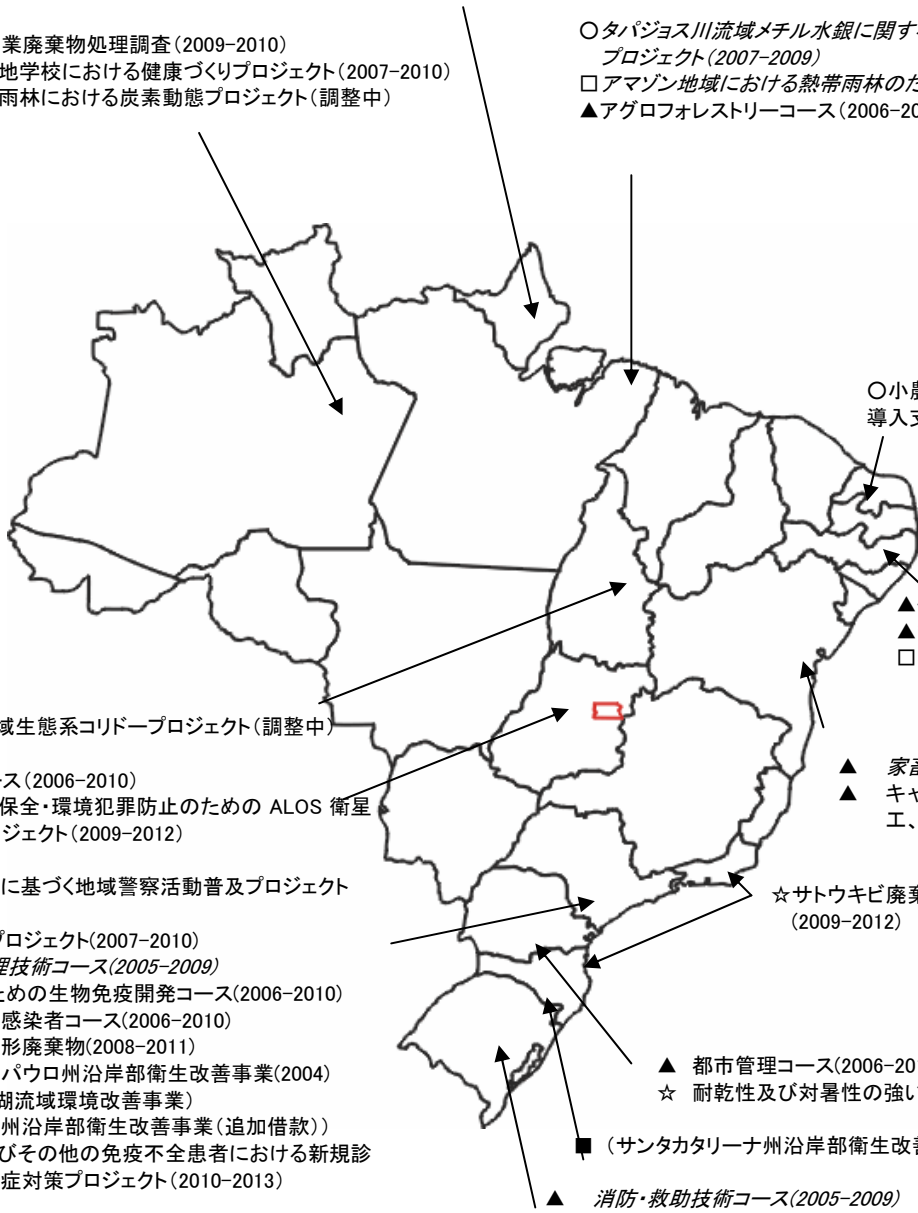 業廃棄物処理調査(2009-2010)
地学校における健康づくりプロジェクト(2007-2010)
雨林における炭素動態プロジェクト(調整中)
○タパジョス川流域メチル水銀に関す
プロジェクト(2007-2009)
□アマゾン地域における熱帯雨林のた
▲アグロフォレストリーコース(2006-20
○小農
導入支
▲
▲
□
域生態系コリドープロジェクト(調整中)
ース(2006-2010)
保全・環境犯罪防止のための ALOS 衛星
ジェクト(2009-2012)
▲ 家畜
▲ キャ
工、
に基づく地域警察活動普及プロジェクト
☆サトウキビ廃棄
(2009-2012)
プロジェクト(2007-2010)
理技術コース(2005-2009)
ための生物免疫開発コース(2006-2010)
感染者コース(2006-2010)
形廃棄物(2008-2011)
パウロ州沿岸部衛生改善事業(2004)
湖流域環境改善事業)
州沿岸部衛生改善事業(追加借款))
びその他の免疫不全患者における新規診
症対策プロジェクト(2010-2013)
▲ 都市管理コース(2006-201
☆ 耐乾性及び対暑性の強い
■ (サンタカタリーナ州沿岸部衛生改善
▲ 消防・救助技術コース(2005-2009)